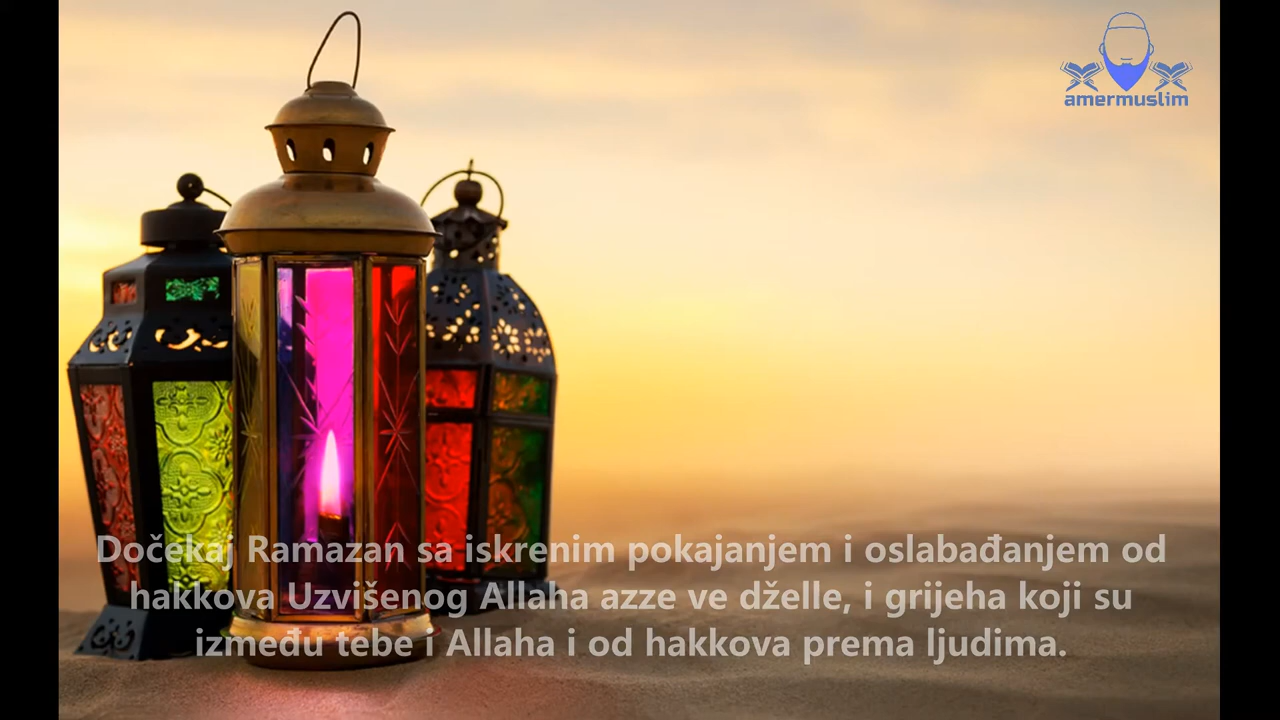 amermuslim
Dočekaj Ramazan sa iskrenim pokajanjem i oslabađanjem od
hakkova Uzvišenog Allaha azze ve dželle, i grijeha koji su
između tebe i Allaha i od hakkova prema ljudima.